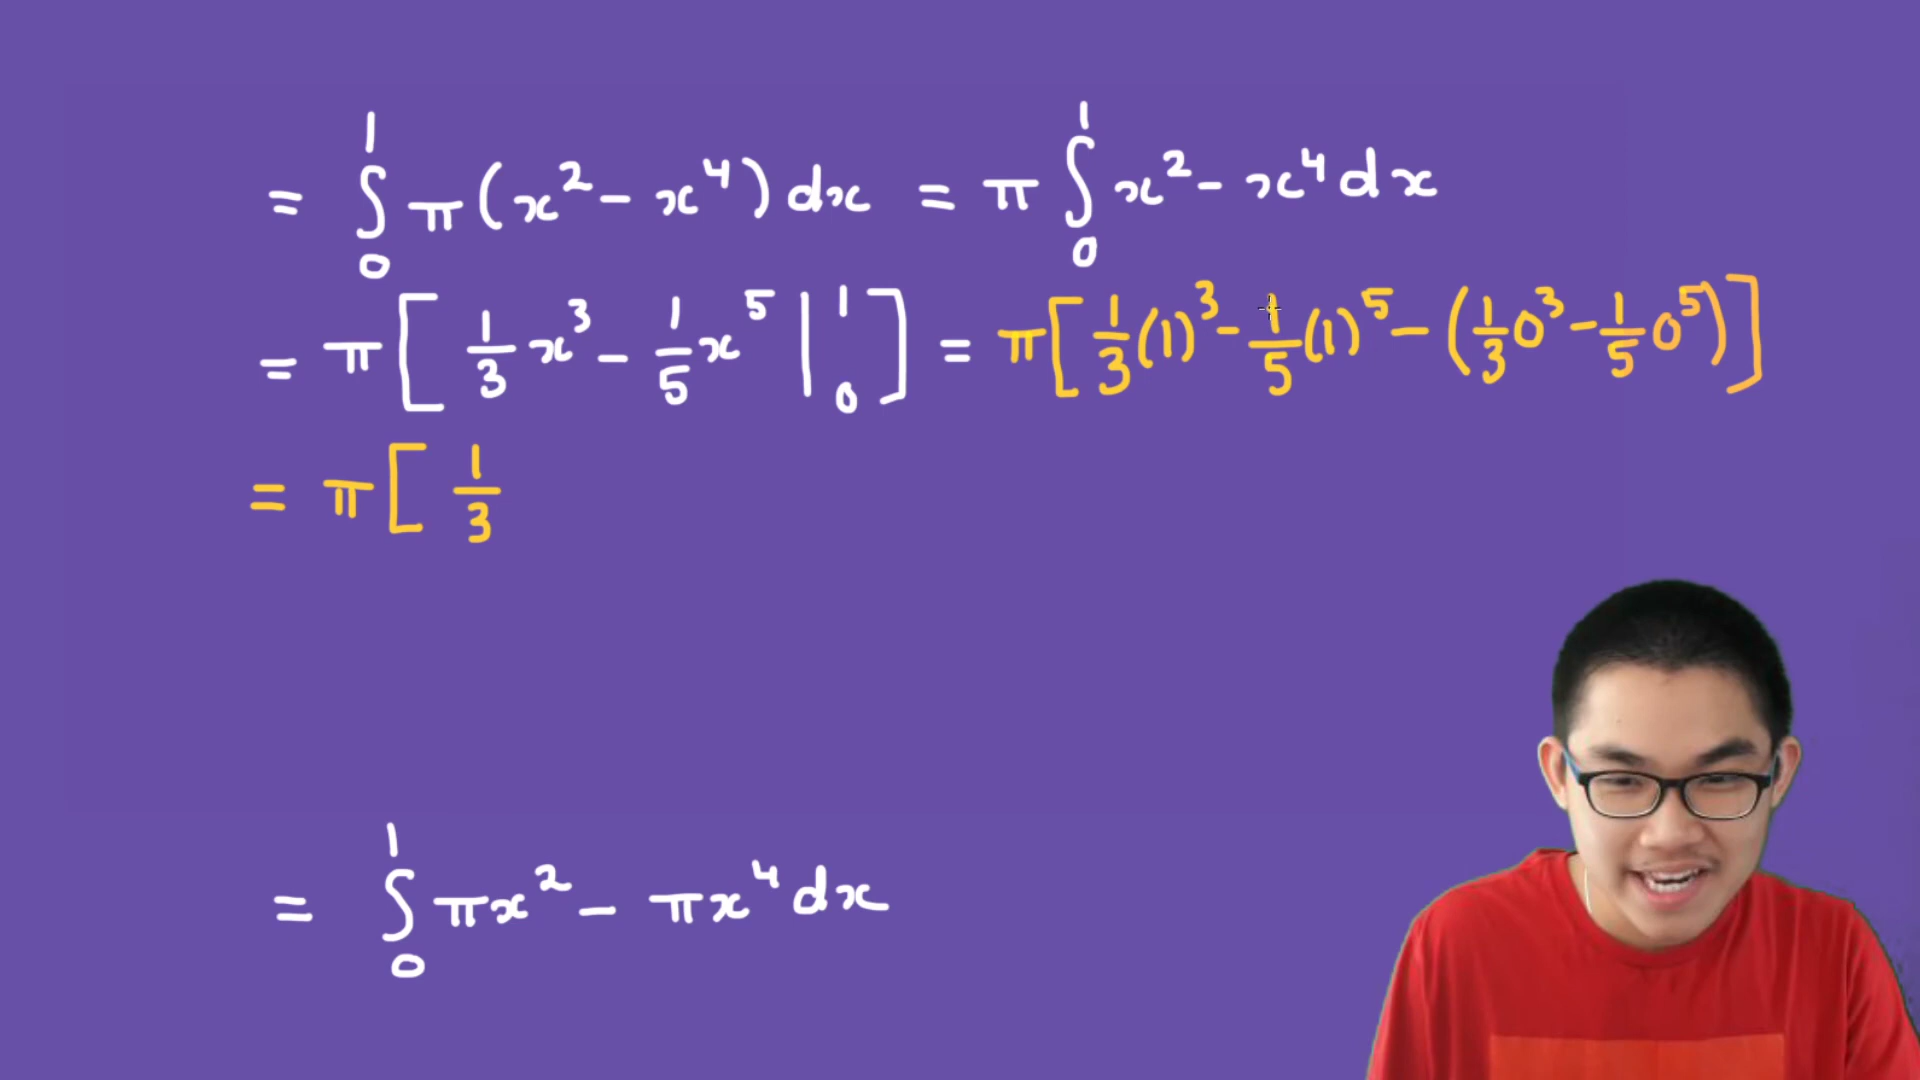 = ∫₀¹ π(x² - x⁴) dx = π ∫₀¹ x² - x⁴ dx
= π[ 1/3 x³ - 1/5 x⁵ |₀¹ ] = π[ 1/3 (1)³ - 1/5 (1)⁵ - (1/3 0³ - 1/5 0⁵) ]
= π[ 1/3
= ∫₀¹ πx² - πx⁴ dx